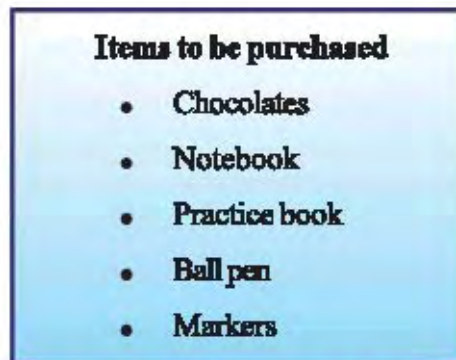 Items to be purchased
• Chocolates
• Notebook
• Practice book
• Ball pen
• Markers